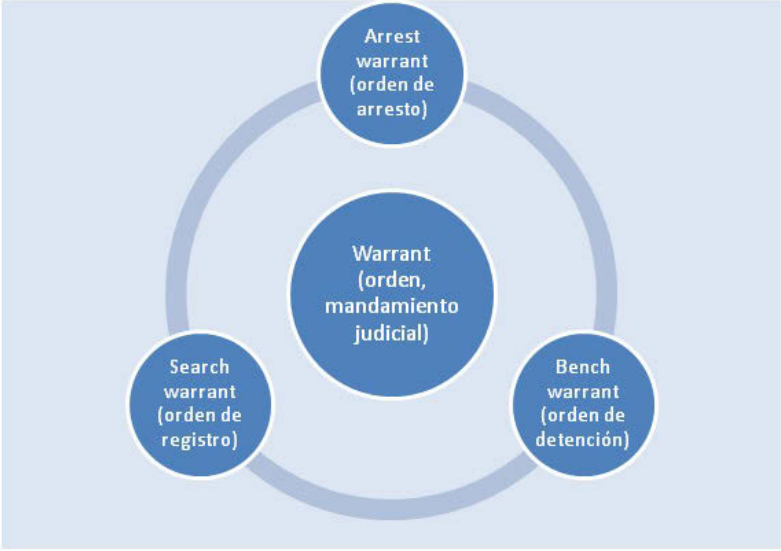 Arrest
warrant
(orden de
arresto)
Warrant
(orden,
mandamiento
judicial)
Search
warrant
(orden de
registro)
Bench
warrant
(orden de
detención)